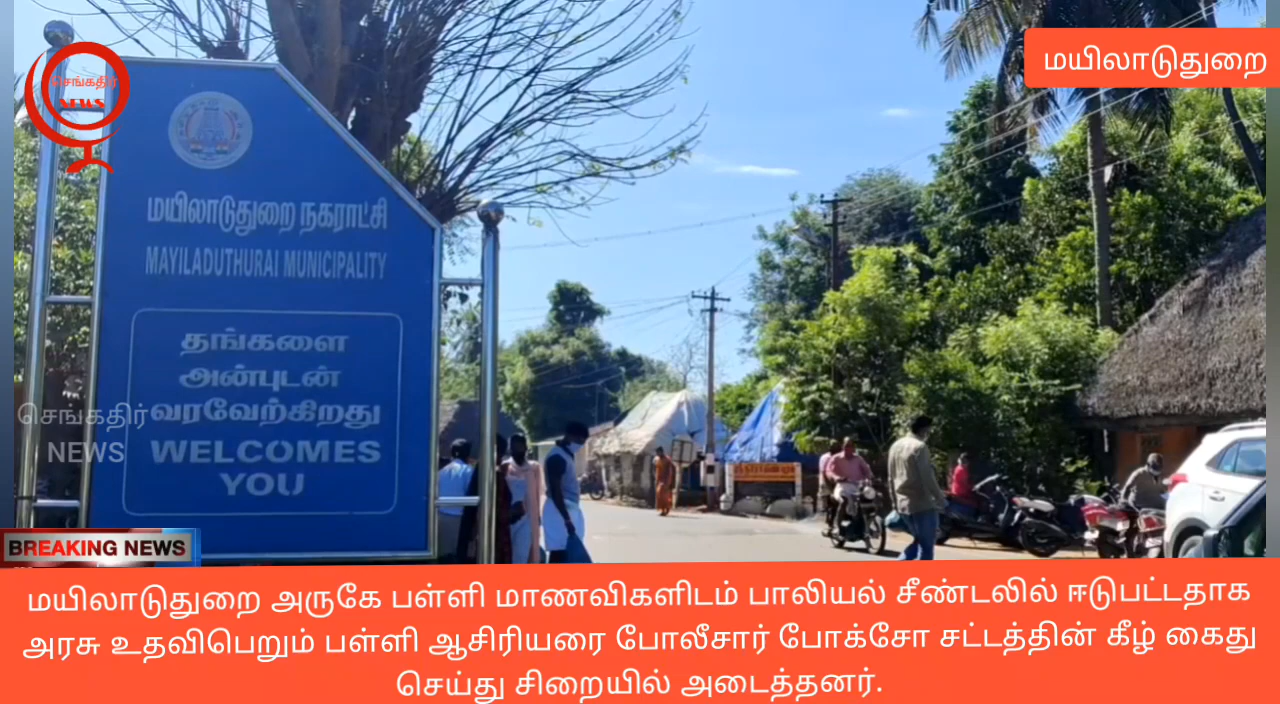 மயிலாடுதுறை
செங்கதிர்
NEWS
மயிலாடுதுறை நகராட்சி
MAYILADUTHURAI MUNICIPALITY
தங்களை
அன்புடன்
வரவேற்கிறது
WELCOMES
YOU
செங்கதிர்
NEWS
BREAKING NEWS
மயிலாடுதுறை அருகே பள்ளி மாணவிகளிடம் பாலியல் சீண்டலில் ஈடுபட்டதாக
அரசு உதவிபெறும் பள்ளி ஆசிரியரை போலீசார் போக்சோ சட்டத்தின் கீழ் கைது
செய்து சிறையில் அடைத்தனர்.